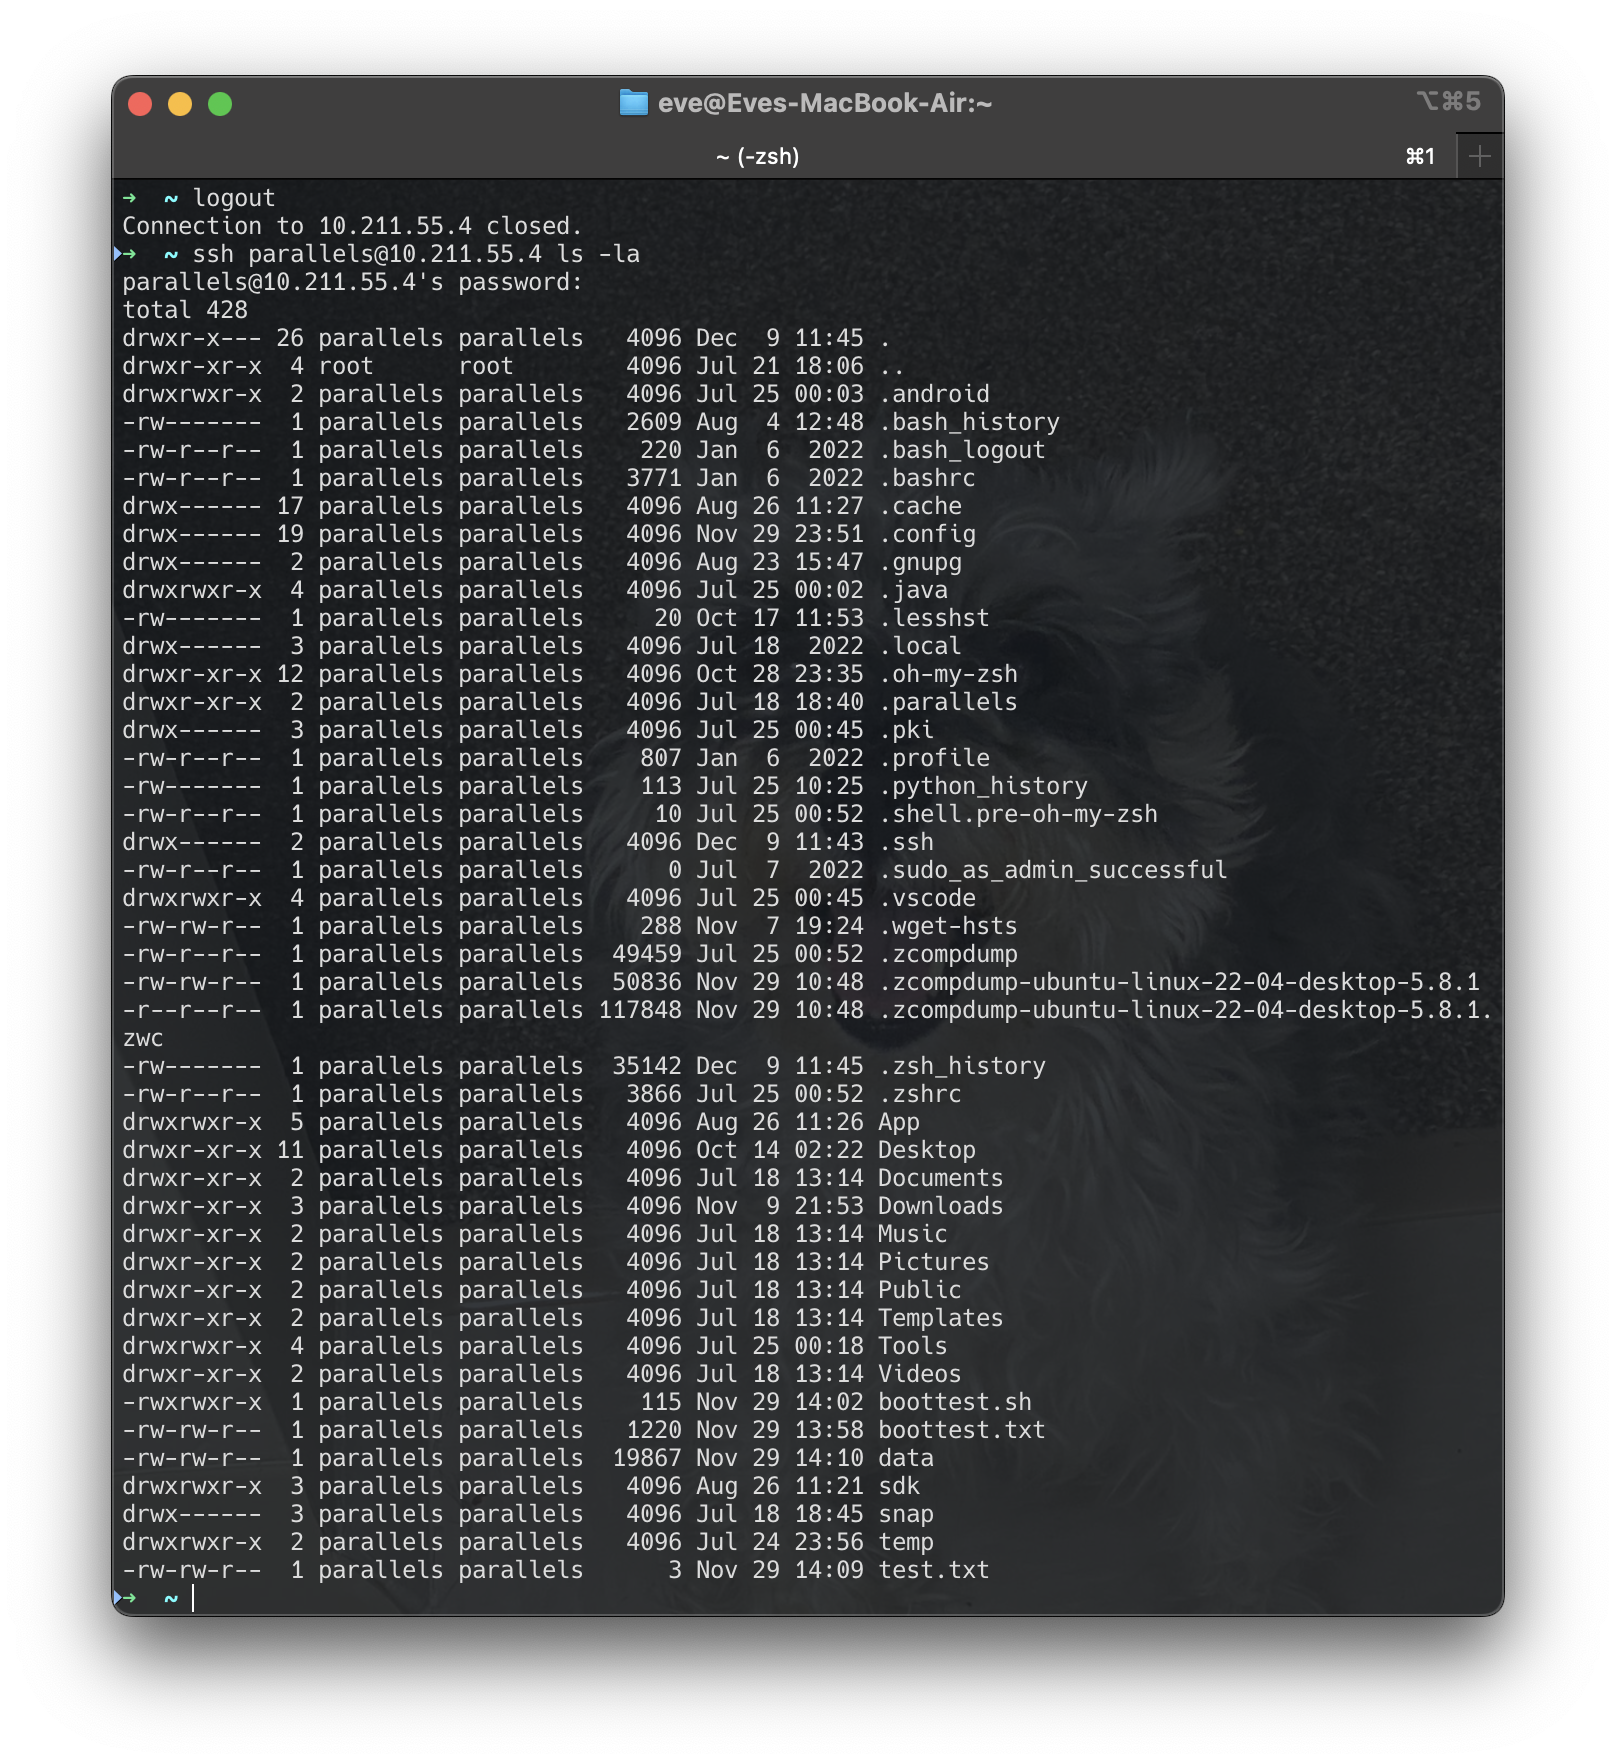 eve@Eves-MacBook-Air:~
⌥⌘5
~ (-zsh)
⌘1
➜  ~ logout
Connection to 10.211.55.4 closed.
➜  ~ ssh parallels@10.211.55.4 ls -la
parallels@10.211.55.4's password:
total 428
drwxr-x--- 26 parallels parallels   4096 Dec  9 11:45 .
drwxr-xr-x  4 root      root        4096 Jul 21 18:06 ..
drwxrwxr-x  2 parallels parallels   4096 Jul 25 00:03 .android
-rw-------  1 parallels parallels   2609 Aug  4 12:48 .bash_history
-rw-r--r--  1 parallels parallels    220 Jan  6  2022 .bash_logout
-rw-r--r--  1 parallels parallels   3771 Jan  6  2022 .bashrc
drwx------ 17 parallels parallels   4096 Aug 26 11:27 .cache
drwx------ 19 parallels parallels   4096 Nov 29 23:51 .config
drwx------  2 parallels parallels   4096 Aug 23 15:47 .gnupg
drwxrwxr-x  4 parallels parallels   4096 Jul 25 00:02 .java
-rw-------  1 parallels parallels     20 Oct 17 11:53 .lesshst
drwx------  3 parallels parallels   4096 Jul 18  2022 .local
drwxr-xr-x 12 parallels parallels   4096 Oct 28 23:35 .oh-my-zsh
drwxr-xr-x  2 parallels parallels   4096 Jul 18 18:40 .parallels
drwx------  3 parallels parallels   4096 Jul 25 00:45 .pki
-rw-r--r--  1 parallels parallels    807 Jan  6  2022 .profile
-rw-------  1 parallels parallels    113 Jul 25 10:25 .python_history
-rw-r--r--  1 parallels parallels     10 Jul 25 00:52 .shell.pre-oh-my-zsh
drwx------  2 parallels parallels   4096 Dec  9 11:43 .ssh
-rw-r--r--  1 parallels parallels      0 Jul  7  2022 .sudo_as_admin_successful
drwxrwxr-x  4 parallels parallels   4096 Jul 25 00:45 .vscode
-rw-rw-r--  1 parallels parallels    288 Nov  7 19:24 .wget-hsts
-rw-r--r--  1 parallels parallels  49459 Jul 25 00:52 .zcompdump
-rw-rw-r--  1 parallels parallels  50836 Nov 29 10:48 .zcompdump-ubuntu-linux-22-04-desktop-5.8.1
-r--r--r--  1 parallels parallels 117848 Nov 29 10:48 .zcompdump-ubuntu-linux-22-04-desktop-5.8.1.
zwc
-rw-------  1 parallels parallels  35142 Dec  9 11:45 .zsh_history
-rw-r--r--  1 parallels parallels   3866 Jul 25 00:52 .zshrc
drwxrwxr-x  5 parallels parallels   4096 Aug 26 11:26 App
drwxr-xr-x 11 parallels parallels   4096 Oct 14 02:22 Desktop
drwxr-xr-x  2 parallels parallels   4096 Jul 18 13:14 Documents
drwxr-xr-x  3 parallels parallels   4096 Nov  9 21:53 Downloads
drwxr-xr-x  2 parallels parallels   4096 Jul 18 13:14 Music
drwxr-xr-x  2 parallels parallels   4096 Jul 18 13:14 Pictures
drwxr-xr-x  2 parallels parallels   4096 Jul 18 13:14 Public
drwxr-xr-x  2 parallels parallels   4096 Jul 18 13:14 Templates
drwxrwxr-x  4 parallels parallels   4096 Jul 25 00:18 Tools
drwxr-xr-x  2 parallels parallels   4096 Jul 18 13:14 Videos
-rwxrwxr-x  1 parallels parallels    115 Nov 29 14:02 boottest.sh
-rw-rw-r--  1 parallels parallels   1220 Nov 29 13:58 boottest.txt
-rw-rw-r--  1 parallels parallels  19867 Nov 29 14:10 data
drwxrwxr-x  3 parallels parallels   4096 Aug 26 11:21 sdk
drwx------  3 parallels parallels   4096 Jul 18 18:45 snap
drwxrwxr-x  2 parallels parallels   4096 Jul 24 23:56 temp
-rw-rw-r--  1 parallels parallels      3 Nov 29 14:09 test.txt
➜  ~